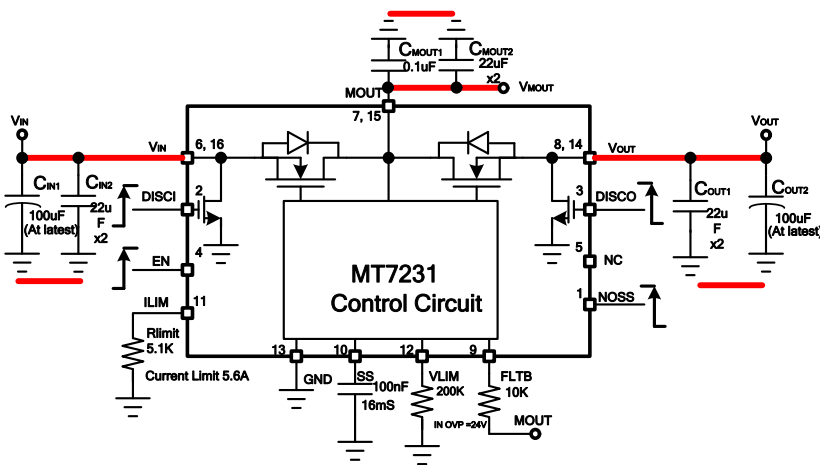 CMOUT1
0.1uF
CMOUT2
22uF
x2
VMOUT
MOUT
7, 15
VIN
VIN
6, 16
8, 14
VOUT
VOUT
CIN1
100uF
(At latest)
CIN2
22u
F
x2
DISCI
2
3
DISCO
COUT1
22u
F
x2
COUT2
100uF
(At latest)
EN
4
5
NC
MT7231
Control Circuit
ILIM
11
1
NOSS
Rlimit
5.1K
Current Limit 5.6A
13
GND
10
SS
100nF
16mS
12
VLIM
200K
IN OVP =24V
9
FLTB
10K
MOUT